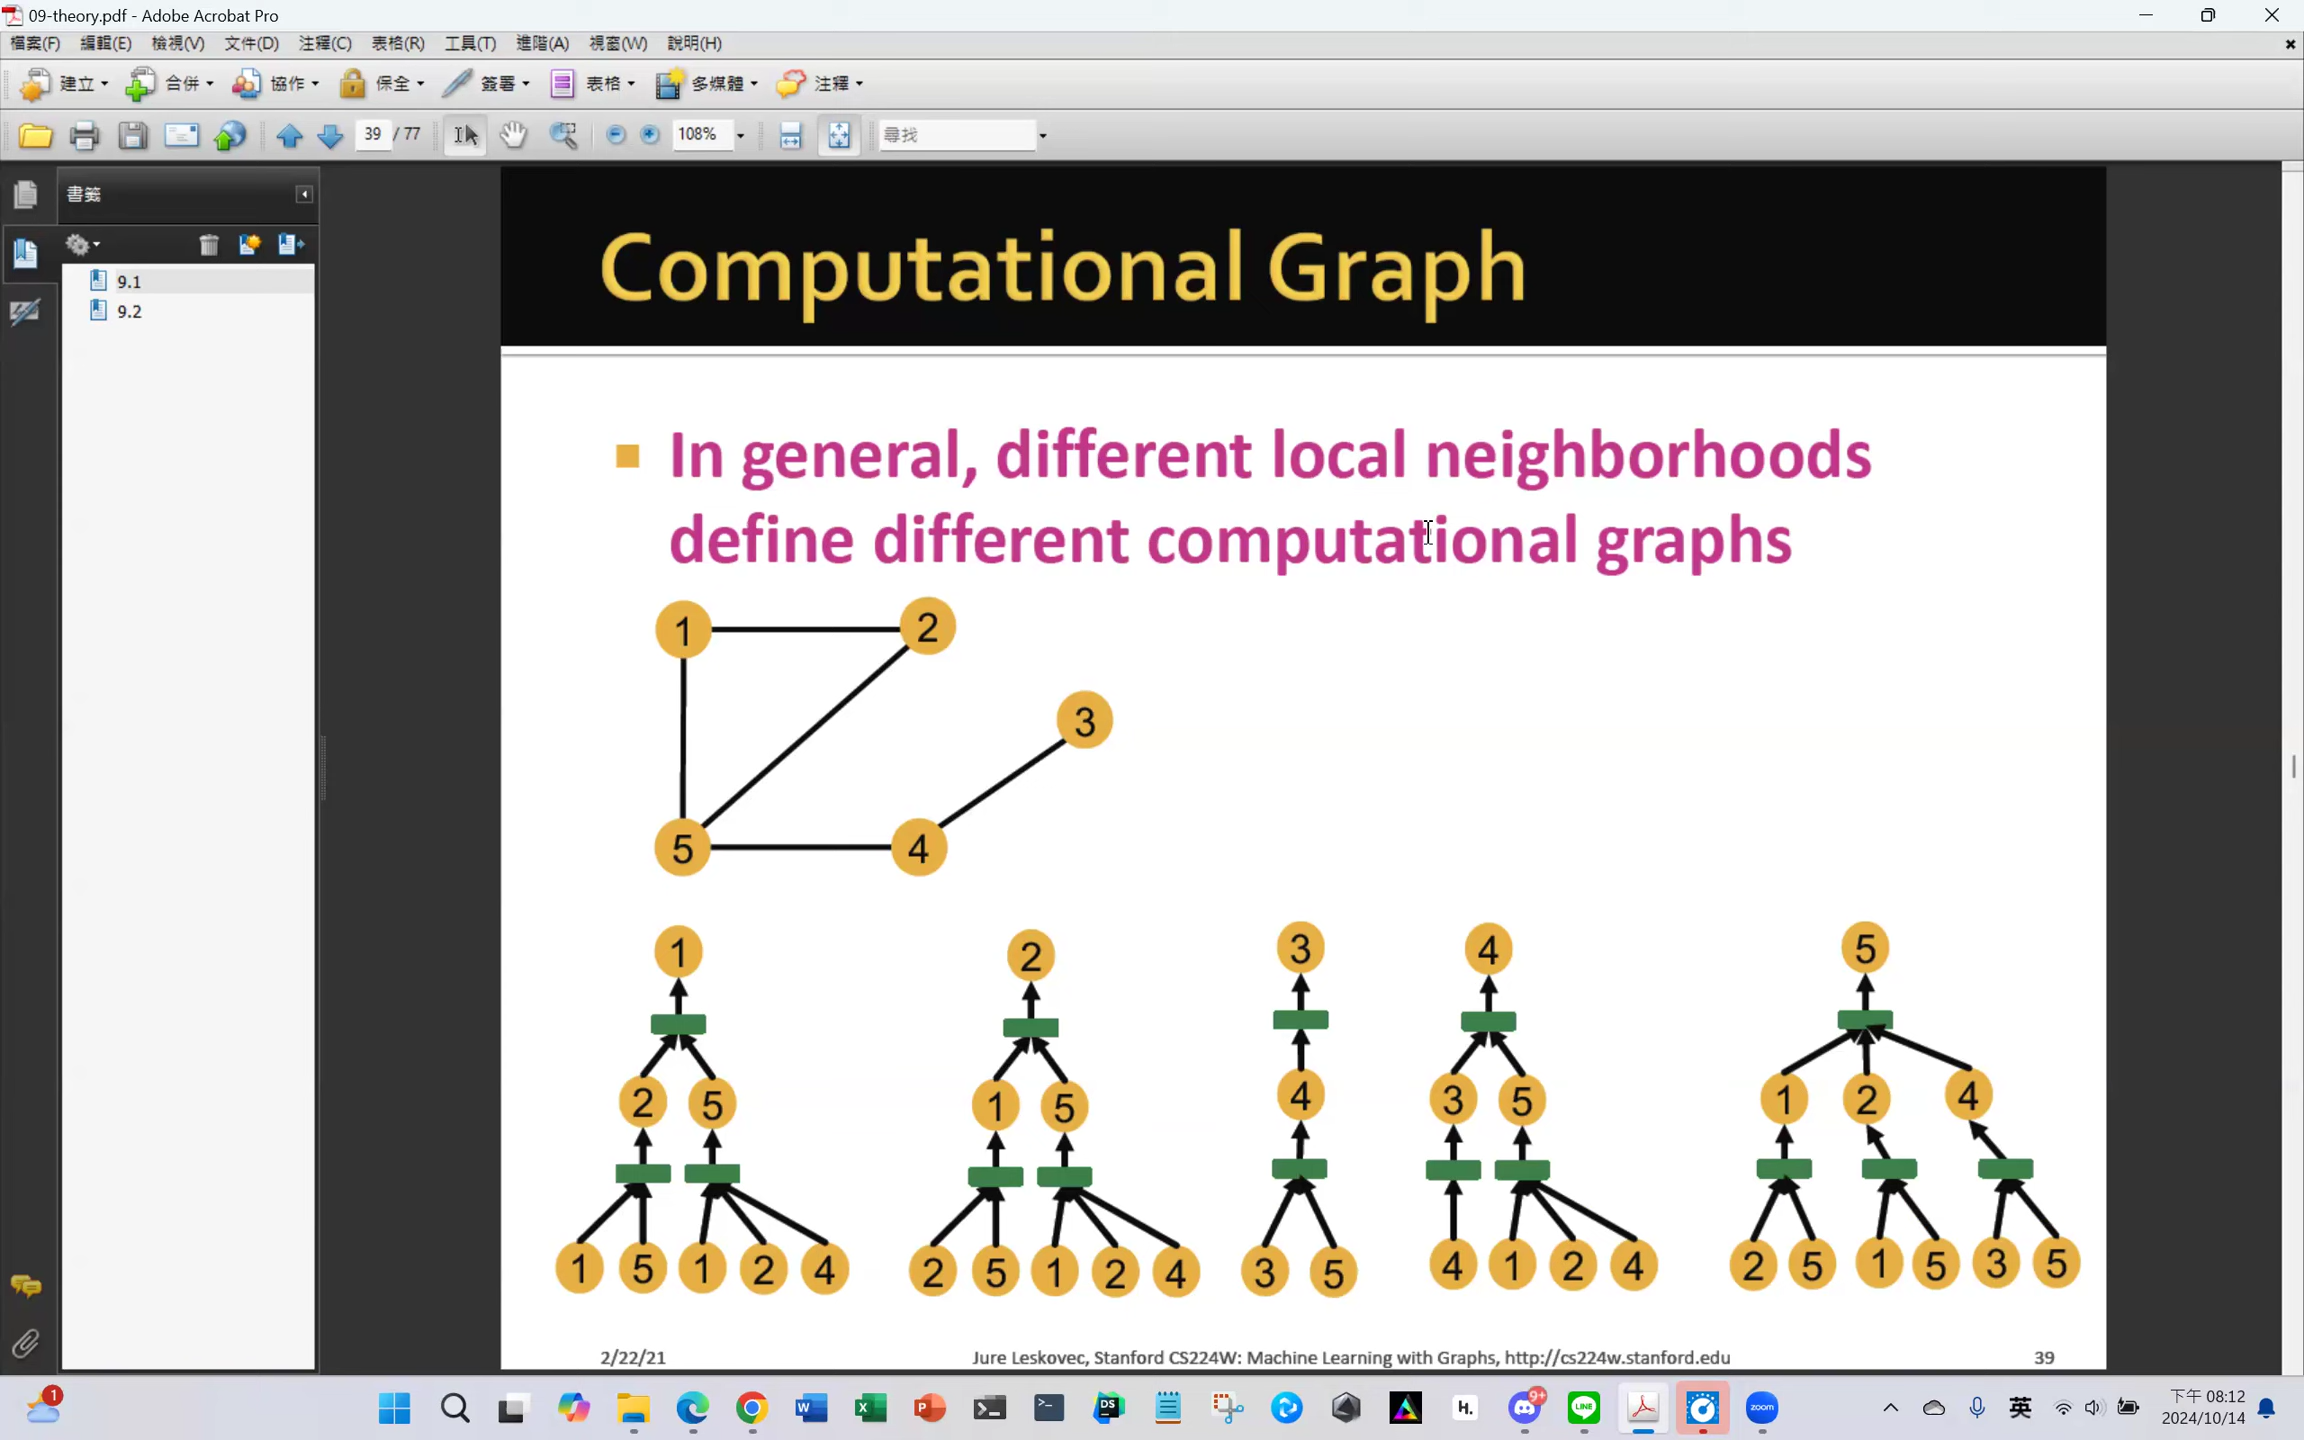 09-theory.pdf - Adobe Acrobat Pro
檔案(F) 編輯(E) 檢視(V) 文件(D) 注釋(C) 表格(R) 工具(T) 進階(A) 視窗(W) 說明(H)
建立 合併 協作 保全 簽署 表格 多媒體 注釋
39 / 77 108% 尋找
書籤
9.1
9.2
Computational Graph
In general, different local neighborhoods
define different computational graphs
1 2
3
5 4
1 2 3 4 5
2 5 1 5 4 3 5 1 2 4
1 5 1 2 4 2 5 1 2 4 3 5 4 1 2 4 2 5 1 5 3 5
2/22/21 Jure Leskovec, Stanford CS224W: Machine Learning with Graphs, http://cs224w.stanford.edu 39
1 W X P DS H. 9+ LINE zoom 英 下午 08:12
2024/10/14